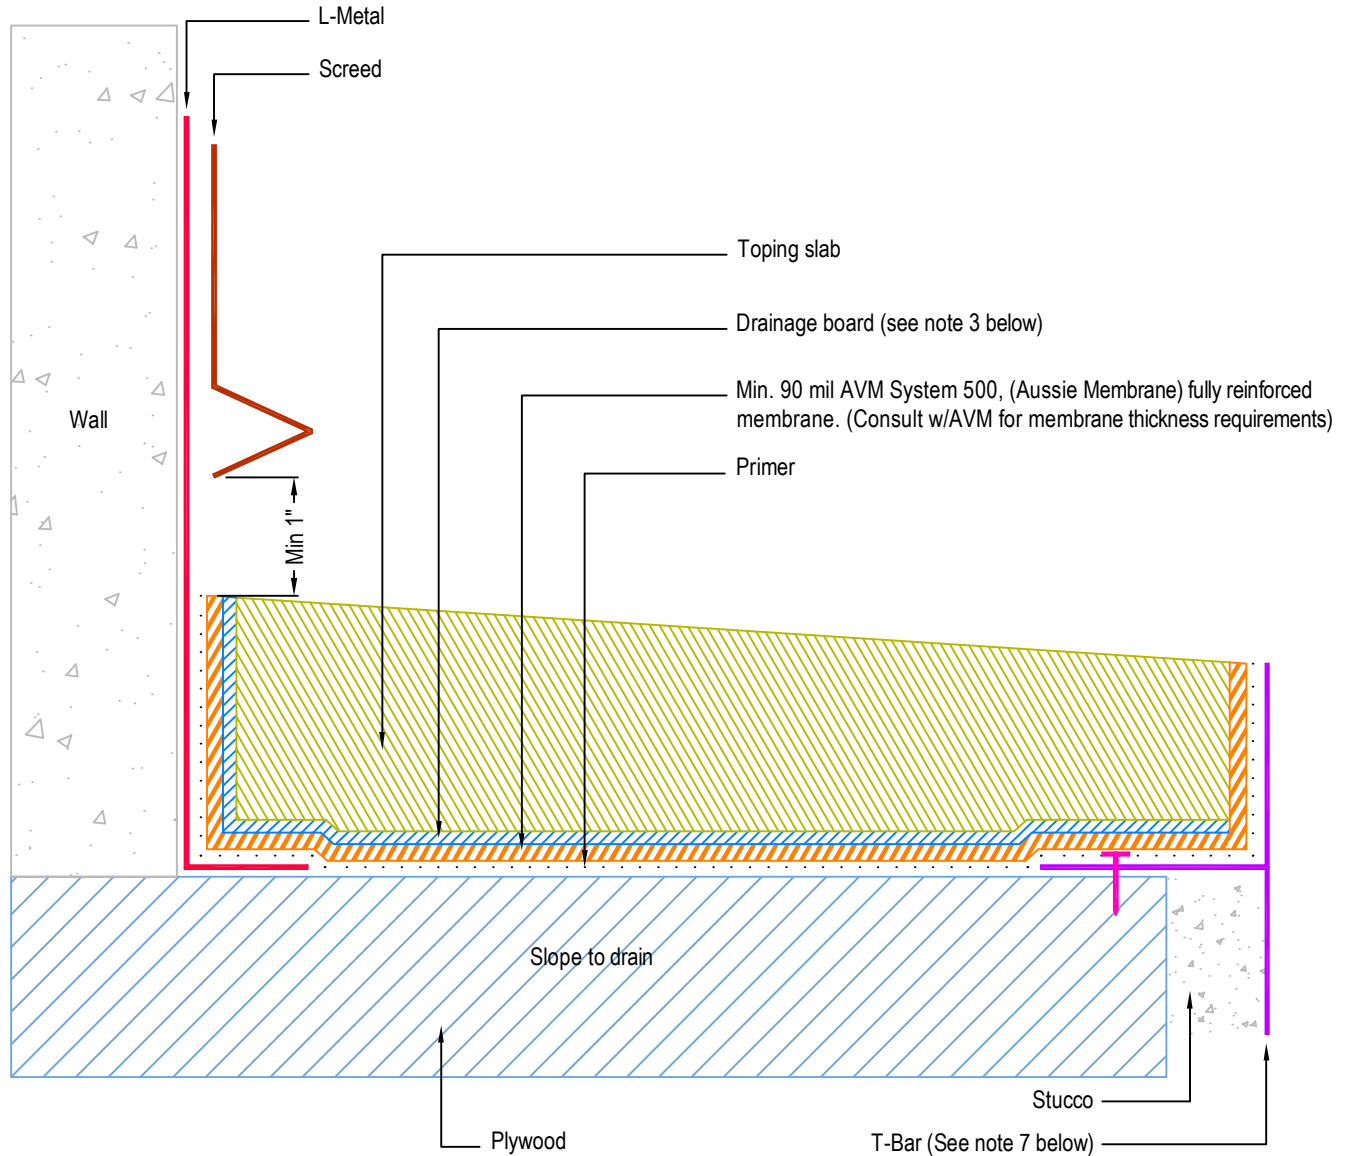 L-Metal
Screed
Toping slab
Drainage board (see note 3 below)
Min. 90 mil AVM System 500, (Aussie Membrane) fully reinforced
membrane. (Consult w/AVM for membrane thickness requirements)
Wall
Primer
Min 1"
Slope to drain
Stucco
Plywood
T-Bar (See note 7 below)